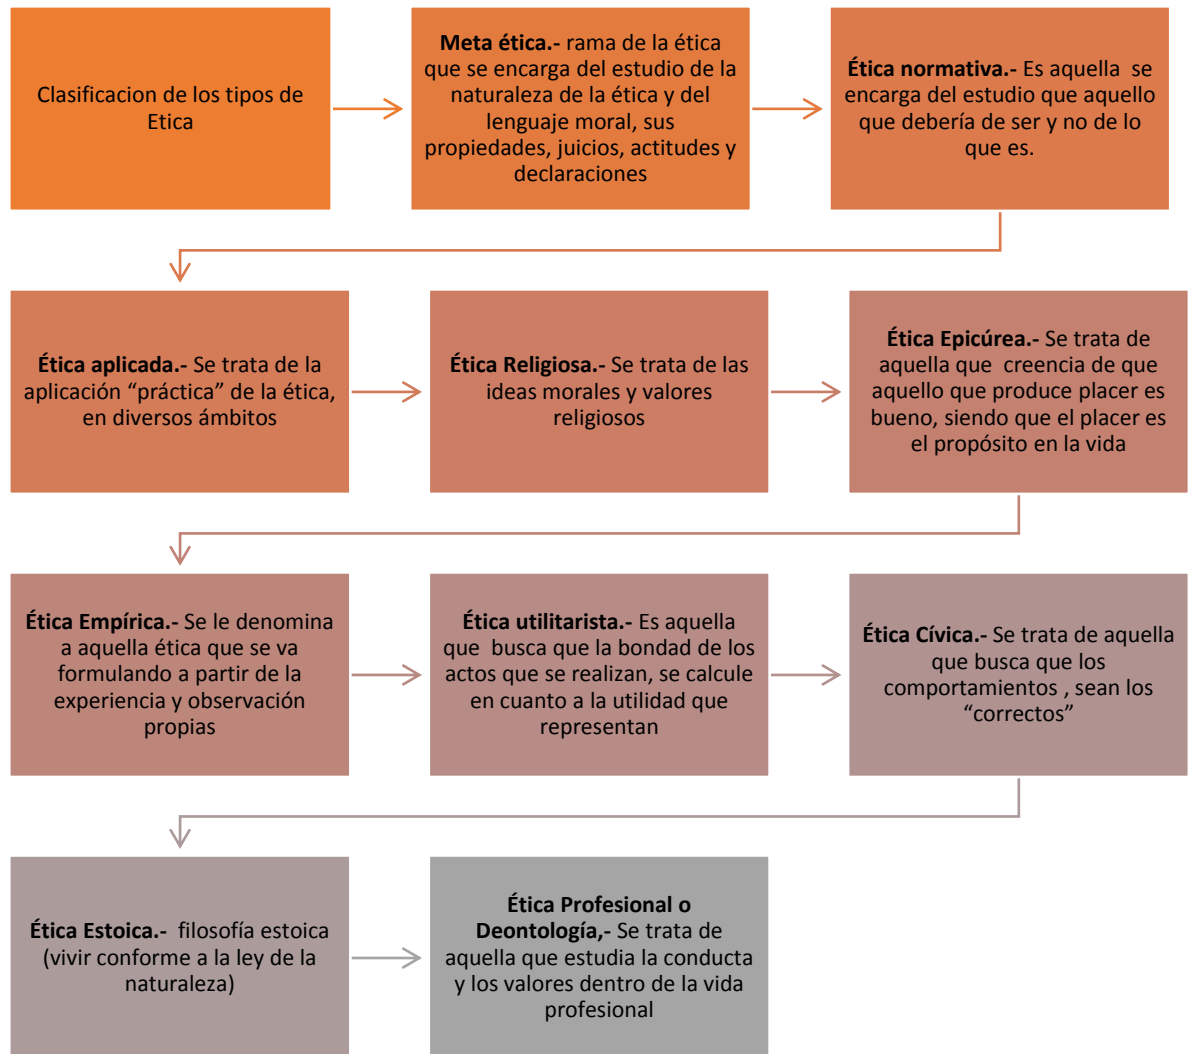 Clasificacion de los tipos de
Etica
Meta ética.- rama de la ética
que se encarga del estudio de la
naturaleza de la ética y del
lenguaje moral, sus
propiedades, juicios, actitudes y
declaraciones
Ética normativa.- Es aquella se
encarga del estudio que aquello
que debería de ser y no de lo
que es.
Ética aplicada.- Se trata de la
aplicación “práctica” de la ética,
en diversos ámbitos
Ética Religiosa.- Se trata de las
ideas morales y valores
religiosos
Ética Epicúrea.- Se trata de
aquella que creencia de que
aquello que produce placer es
bueno, siendo que el placer es
el propósito en la vida
Ética Empírica.- Se le denomina
a aquella ética que se va
formulando a partir de la
experiencia y observación
propias
Ética utilitarista.- Es aquella
que busca que la bondad de los
actos que se realizan, se calcule
en cuanto a la utilidad que
representan
Ética Cívica.- Se trata de aquella
que busca que los
comportamientos , sean los
“correctos”
Ética Estoica.- filosofía estoica
(vivir conforme a la ley de la
naturaleza)
Ética Profesional o
Deontología,- Se trata de
aquella que estudia la conducta
y los valores dentro de la vida
profesional